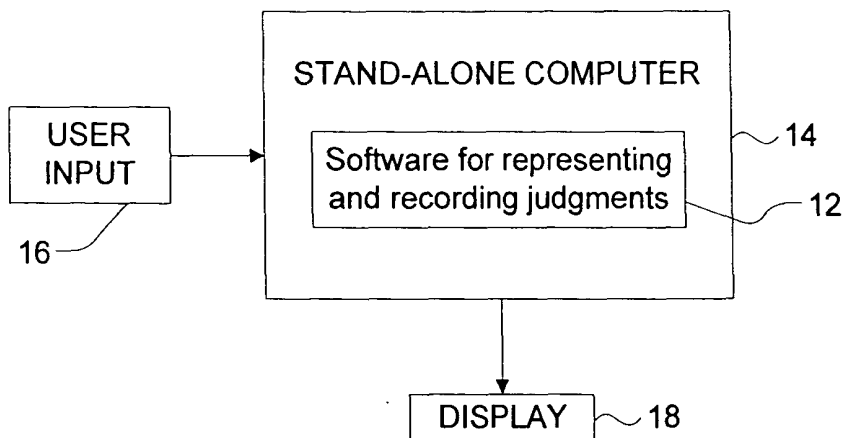 STAND-ALONE COMPUTER
USER
INPUT
Software for representing
and recording judgments
14
12
16
DISPLAY
18